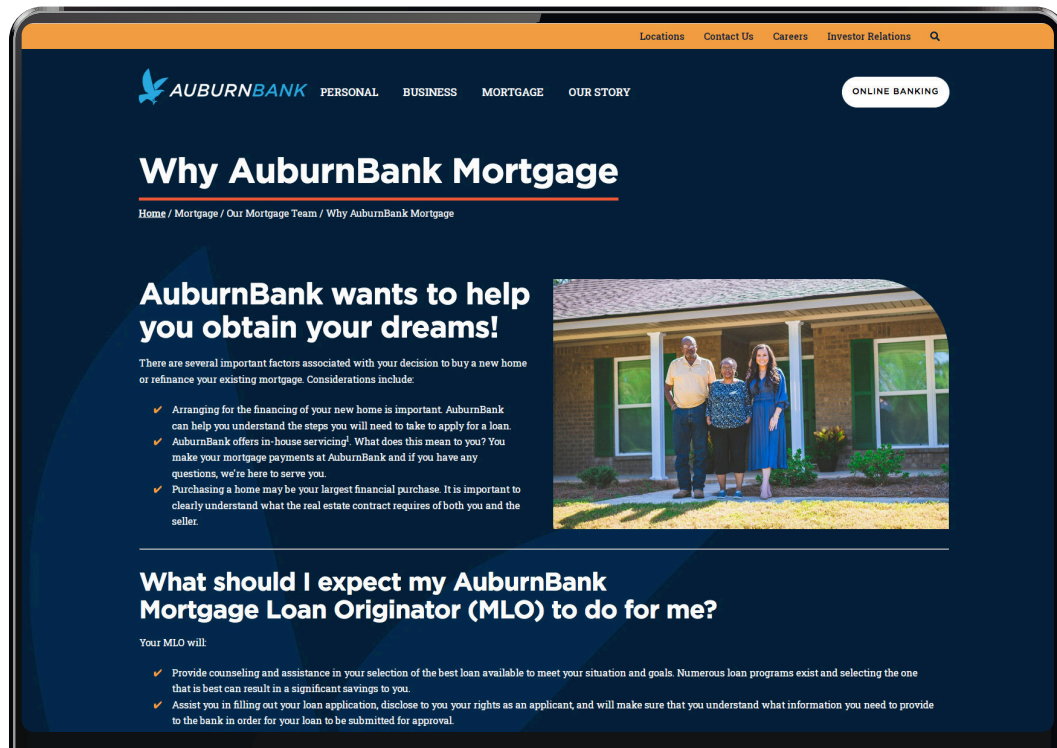 Locations Contact Us Careers Investor Relations
AUBURNBANK PERSONAL BUSINESS MORTGAGE OUR STORY ONLINE BANKING
Why AuburnBank Mortgage
Home / Mortgage / Our Mortgage Team / Why AuburnBank Mortgage
AuburnBank wants to help
you obtain your dreams!
There are several important factors associated with your decision to buy a new home
or refinance your existing mortgage. Considerations include:
✔ Arranging for the financing of your new home is important. AuburnBank
can help you understand the steps you will need to take to apply for a loan.
✔ AuburnBank offers in-house servicing¹. What does this mean to you? You
make your mortgage payments at AuburnBank and if you have any
questions, we're here to serve you.
✔ Purchasing a home may be your largest financial purchase. It is important to
clearly understand what the real estate contract requires of both you and the
seller.
What should I expect my AuburnBank
Mortgage Loan Originator (MLO) to do for me?
Your MLO will:
✔ Provide counseling and assistance in your selection of the best loan available to meet your situation and goals. Numerous loan programs exist and selecting the one
that is best can result in a significant savings to you.
✔ Assist you in filling out your loan application, disclose to you your rights as an applicant, and will make sure that you understand what information you need to provide
to the bank in order for your loan to be submitted for approval.